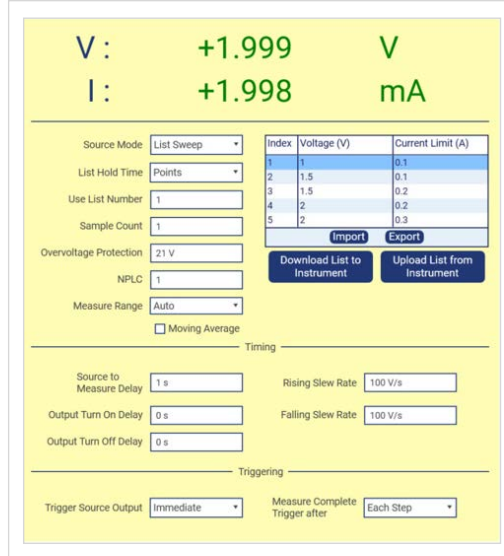 V : +1.999 V
I : +1.998 mA
Source Mode List Sweep
List Hold Time Points
Use List Number 1
Sample Count 1
Overvoltage Protection 21 V
NPLC 1
Measure Range Auto
Moving Average
Index Voltage (V) Current Limit (A)
1 1 0.1
2 1.5 0.1
3 1.5 0.2
4 2 0.2
5 2 0.3
Import Export
Download List to
Instrument
Upload List from
Instrument
Timing
Source to
Measure Delay
1 s
Output Turn On Delay 0 s
Output Turn Off Delay 0 s
Rising Slew Rate 100 V/s
Falling Slew Rate 100 V/s
Triggering
Trigger Source Output Immediate
Measure Complete
Trigger after
Each Step